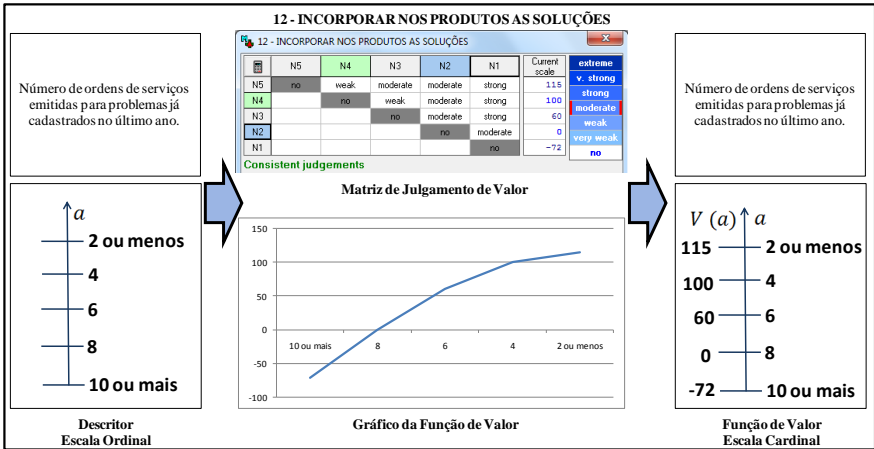 12 - INCORPORAR NOS PRODUTOS AS SOLUÇÕES
Número de ordens de serviços
emitidas para problemas já
cadastrados no último ano.
a
2 ou menos
4
6
8
10 ou mais
Descritor
Escala Ordinal
12 - INCORPORAR NOS PRODUTOS AS SOLUÇÕES
N5 N4 N3 N2 N1 Current scale
N5 no weak moderate moderate strong 115
N4 no weak moderate strong 100
N3 no moderate strong 60
N2 no moderate 0
N1 no -72
extreme
v. strong
strong
moderate
weak
very weak
no
Consistent judgements
Matriz de Julgamento de Valor
150
100
50
0
-50
-100
10 ou mais 8 6 4 2 ou menos
Gráfico da Função de Valor
Número de ordens de serviços
emitidas para problemas já
cadastrados no último ano.
V (a) a
115 2 ou menos
100 4
60 6
0 8
-72 10 ou mais
Função de Valor
Escala Cardinal